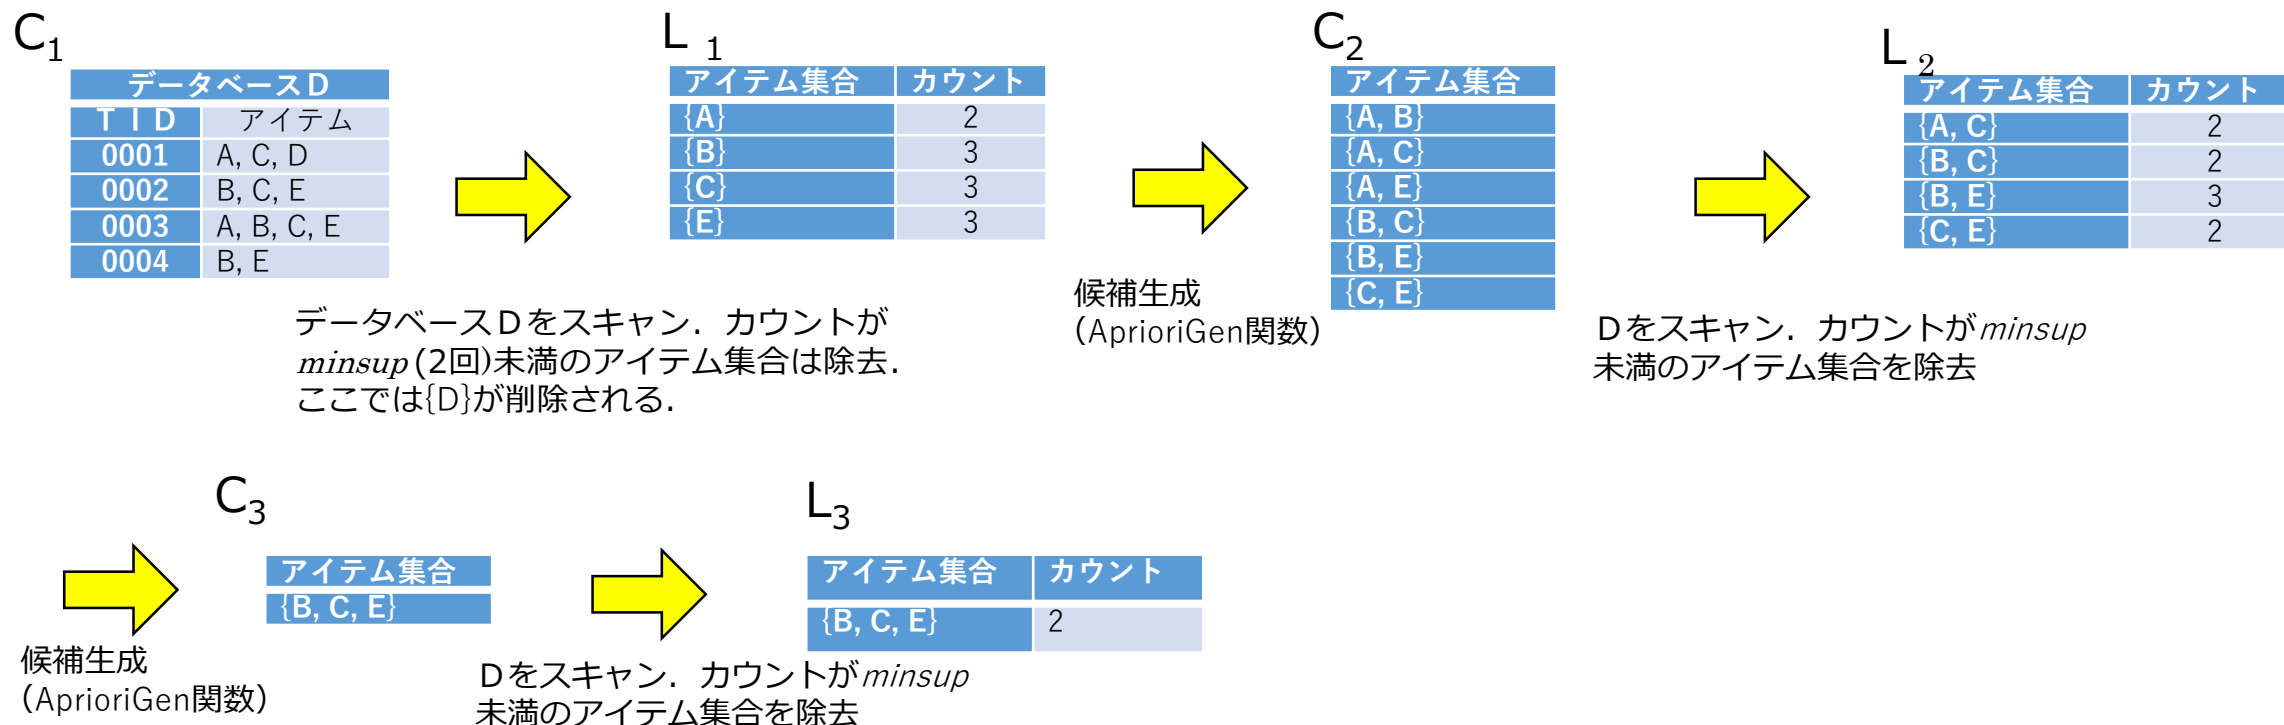 C1
データベースD
TID アイテム
0001 A, C, D
0002 B, C, E
0003 A, B, C, E
0004 B, E
L 1
アイテム集合 カウント
{A} 2
{B} 3
{C} 3
{E} 3
C2
アイテム集合
{A, B}
{A, C}
{A, E}
{B, C}
{B, E}
{C, E}
L 2
アイテム集合 カウント
{A, C} 2
{B, C} 2
{B, E} 3
{C, E} 2
データベースDをスキャン．カウントが
minsup (2回)未満のアイテム集合は除去．
ここでは{D}が削除される．
候補生成
(AprioriGen関数)
Dをスキャン．カウントがminsup
未満のアイテム集合を除去
C3
アイテム集合
{B, C, E}
L3
アイテム集合 カウント
{B, C, E} 2
候補生成
(AprioriGen関数)
Dをスキャン．カウントがminsup
未満のアイテム集合を除去